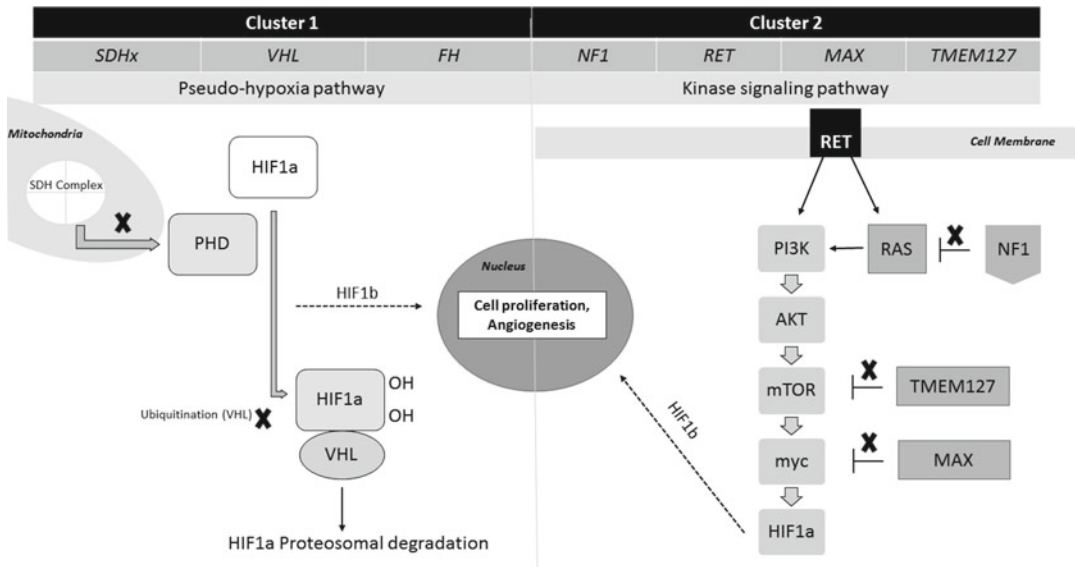 Cluster 1
Cluster 2
SDHx VHL FH
NF1 RET MAX TMEM127
Pseudo-hypoxia pathway
Kinase signaling pathway
Mitochondria
SDH Complex
HIF1a
PHD
HIF1b
HIF1a
OH
OH
Ubiquitination (VHL)
VHL
HIF1a Proteosomal degradation
Nucleus
Cell proliferation,
Angiogenesis
RET
Cell Membrane
PI3K
RAS
NF1
AKT
mTOR
TMEM127
myc
MAX
HIF1a
HIF1b